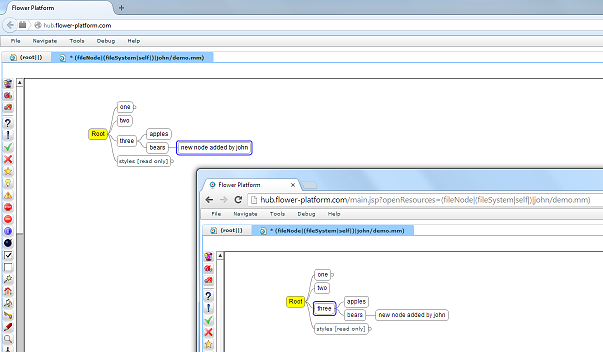 Flower Platform
hub.flower-platform.com
File Navigate Tools Debug Help
(root||) * (fileNode|(fileSystem|self)|john/demo.mm)
one
two
Root
three
apples
bears
new node added by john
styles [read only]
Flower Platform
hub.flower-platform.com/main.jsp?openResources=(fileNode|(fileSystem|self)|john/demo.mm)
File Navigate Tools Debug Help
(root||) * (fileNode|(fileSystem|self)|john/demo.mm)
one
two
Root
three
apples
bears
new node added by john
styles [read only]